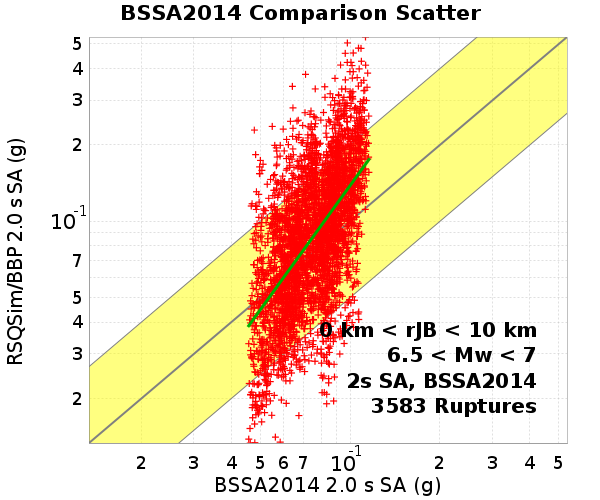 BSSA2014 Comparison Scatter
RSQSim/BBP 2.0 s SA (g)
5
4
3
2
10-1
7
5
4
3
2
0 km < rJB < 10 km
6.5 < Mw < 7
2s SA, BSSA2014
3583 Ruptures
2 3 4 5 6 7 10-1 2 3 4 5
BSSA2014 2.0 s SA (g)